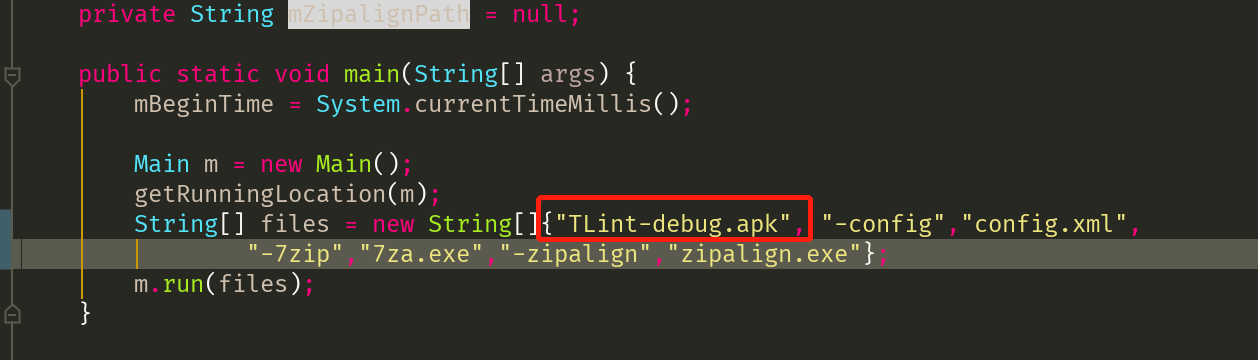 private String mZipalignPath = null;
public static void main(String[] args) {
mBeginTime = System.currentTimeMillis();
Main m = new Main();
getRunningLocation(m);
String[] files = new String[]{"TLint-debug.apk", "-config","config.xml",
"-7zip","7za.exe","-zipalign","zipalign.exe"};
m.run(files);
}